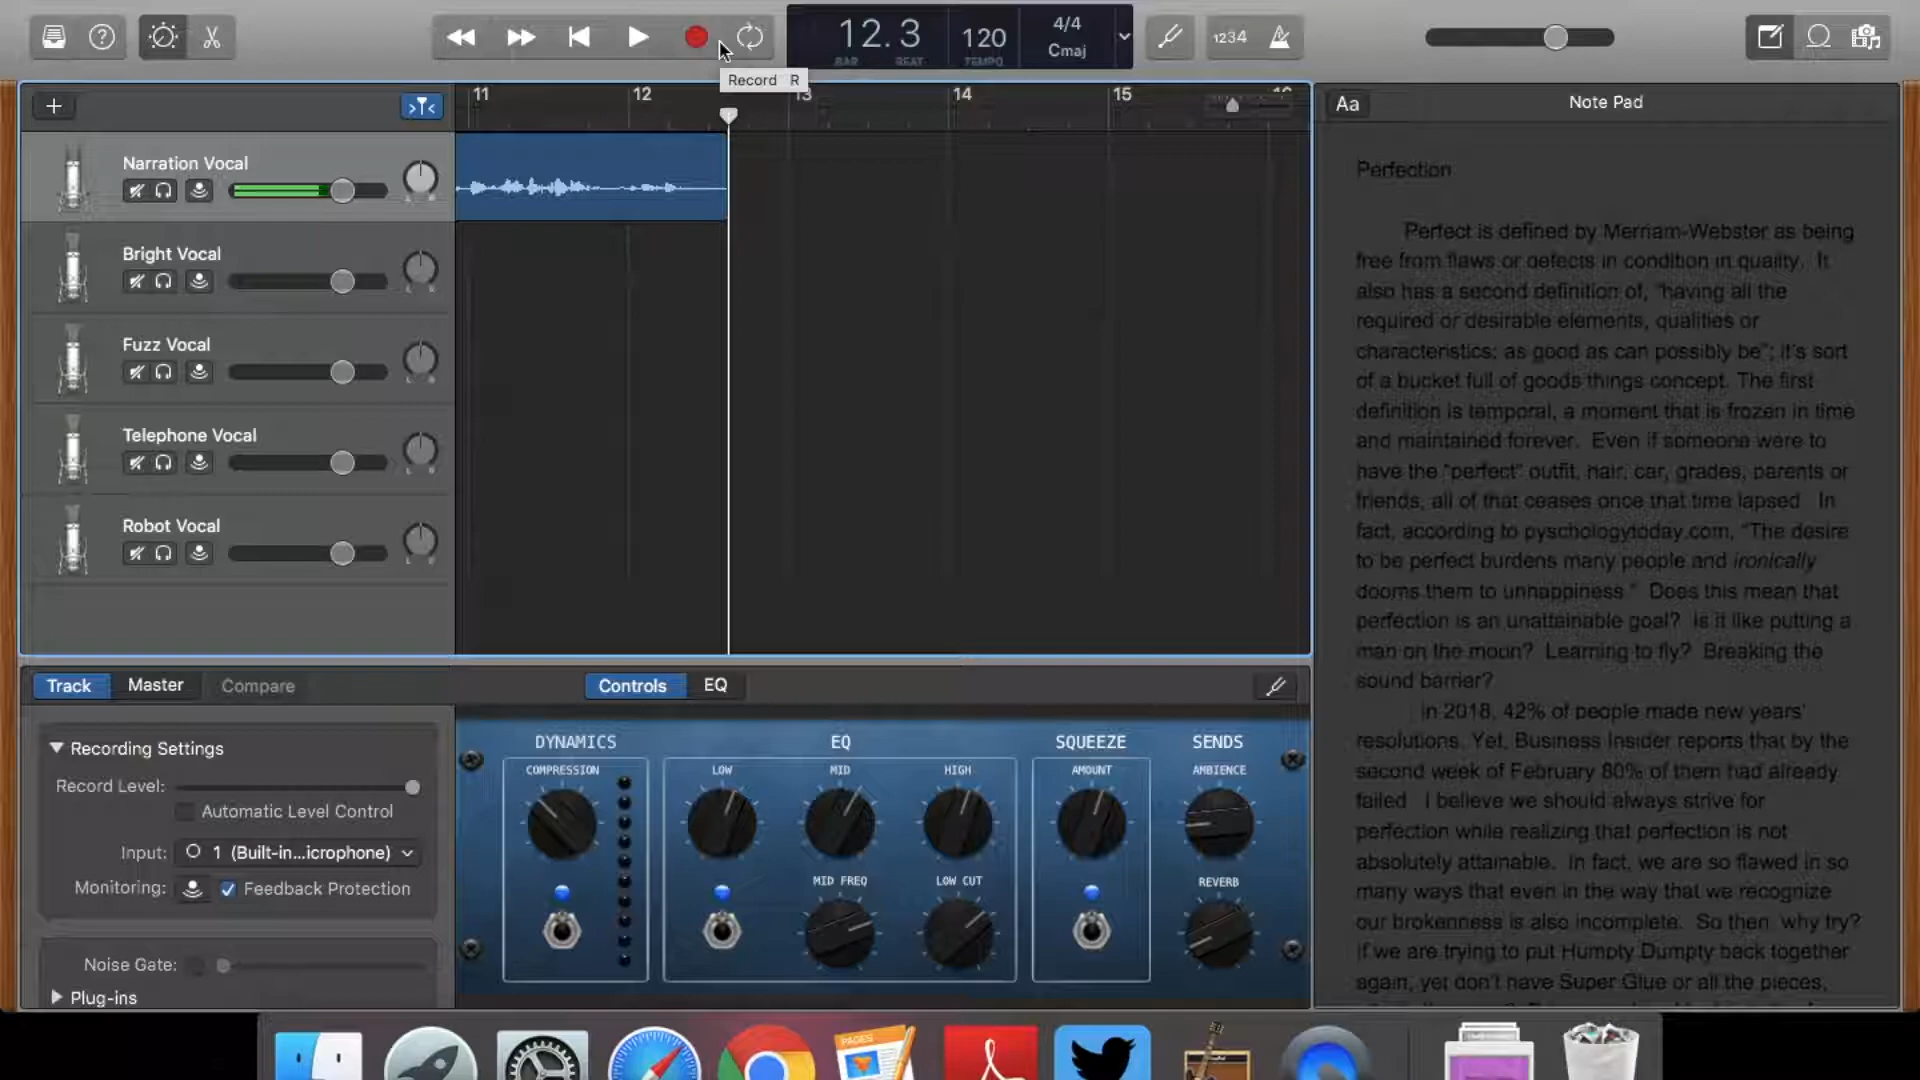 12.3
BAR
BEAT
120
TEMPO
4/4
Cmaj
1234
Record R
11
12
13
14
15
Aa
Note Pad
Narration Vocal
Bright Vocal
Fuzz Vocal
Telephone Vocal
Robot Vocal
Perfection
Perfect is defined by Merriam-Webster as being
free from flaws or defects in condition in quality. It
also has a second definition of, "having all the
required or desirable elements, qualities or
characteristics: as good as can possibly be"; it's sort
of a bucket full of goods things concept. The first
definition is temporal, a moment that is frozen in time
and maintained forever. Even if someone were to
have the "perfect" outfit, hair, car, grades, parents or
friends, all of that ceases once that time lapsed In
fact, according to pyschologytoday.com, "The desire
to be perfect burdens many people and ironically
dooms them to unhappiness " Does this mean that
perfection is an unattainable goal? Is it like putting a
man on the moon? Learning to fly? Breaking the
sound barrier?
In 2018, 42% of people made new years'
resolutions. Yet, Business Insider reports that by the
second week of February 80% of them had already
failed I believe we should always strive for
perfection while realizing that perfection is not
absolutely attainable. In fact, we are so flawed in so
many ways that even in the way that we recognize
our brokenness is also incomplete. So then why try?
If we are trying to put Humpty Dumpty back together
again, yet don't have Super Glue or all the pieces,
Track
Master
Compare
Controls
EQ
Recording Settings
Record Level:
Automatic Level Control
Input:
1 (Built-in...icrophone)
Monitoring:
Feedback Protection
Noise Gate:
Plug-ins
DYNAMICS
COMPRESSION
EQ
LOW
MID
HIGH
MID FREQ
LOW CUT
SQUEEZE
AMOUNT
SENDS
AMBIENCE
REVERB
PAGES